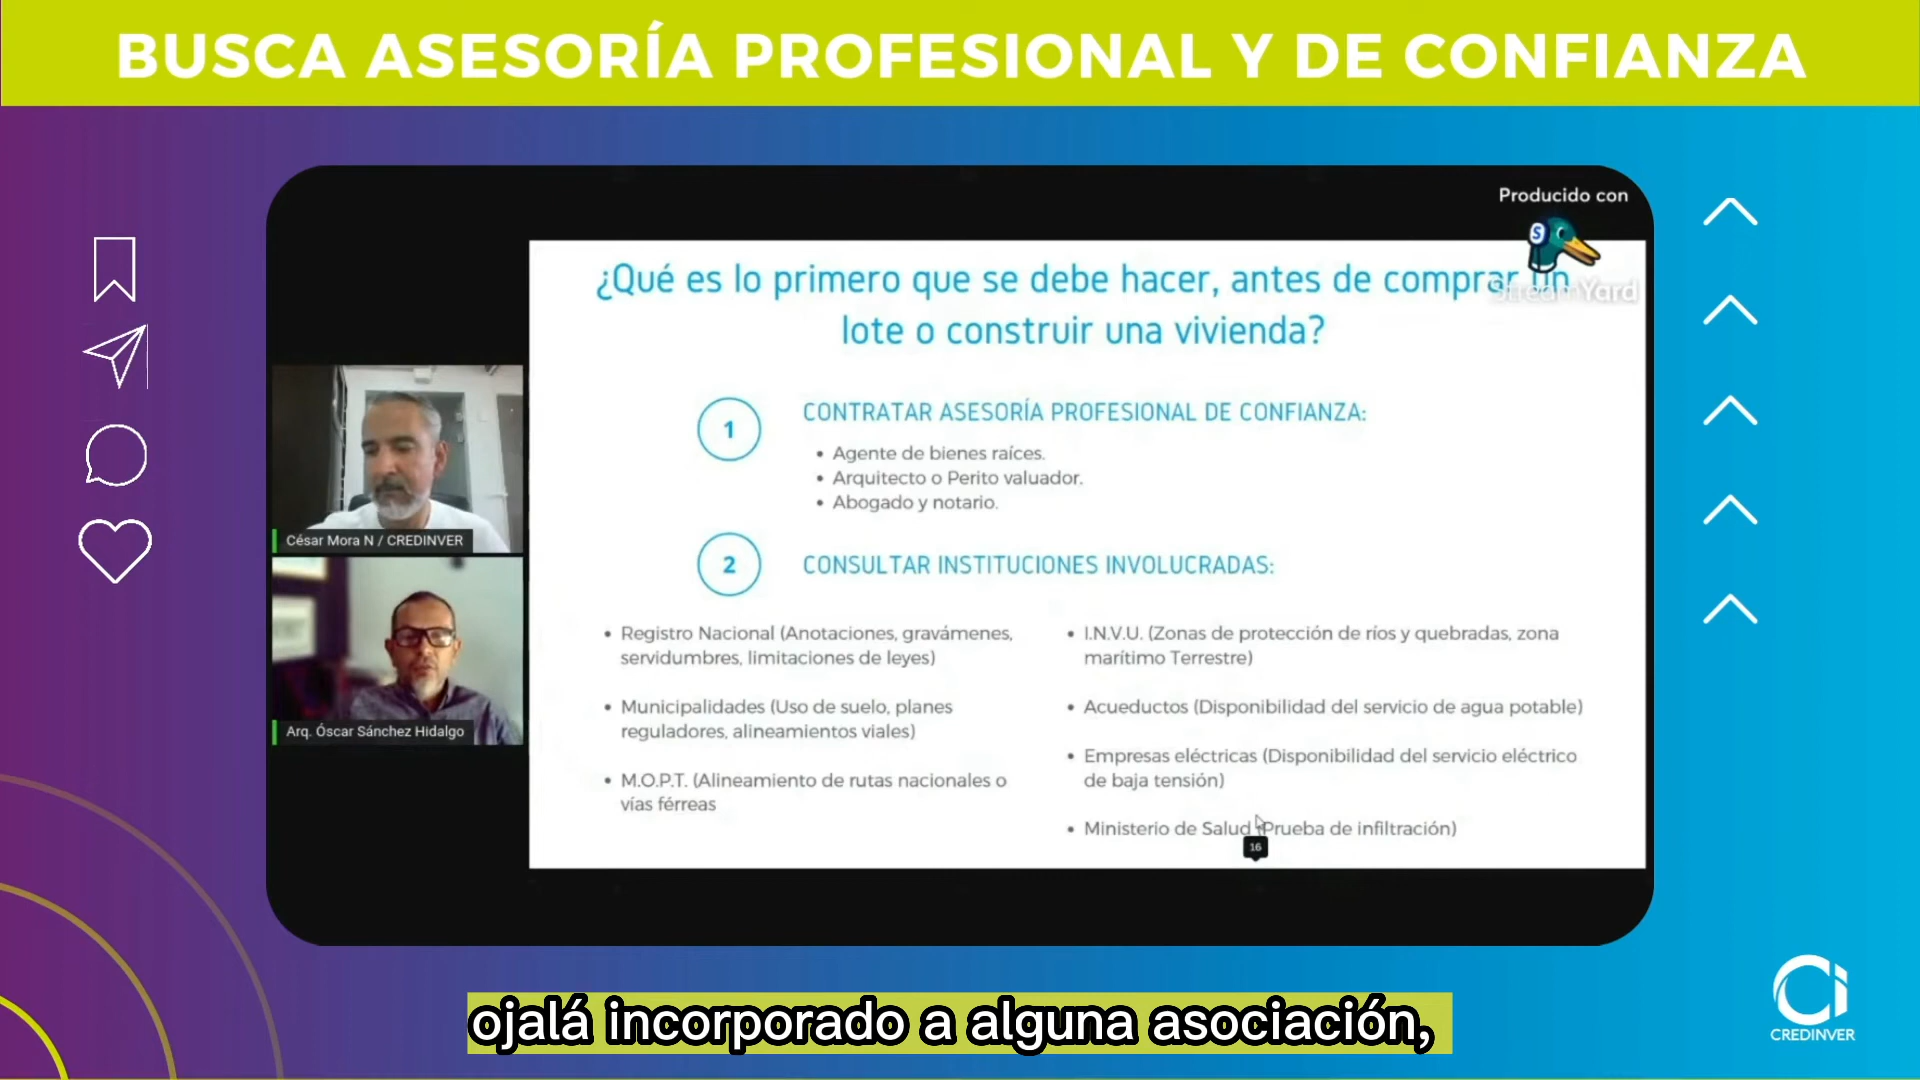 BUSCA ASESORÍA PROFESIONAL Y DE CONFIANZA
Producido con
StreamYard
¿Qué es lo primero que se debe hacer, antes de comprar un
lote o construir una vivienda?
1
CONTRATAR ASESORÍA PROFESIONAL DE CONFIANZA:
• Agente de bienes raíces.
• Arquitecto o Perito valuador.
• Abogado y notario.
2
CONSULTAR INSTITUCIONES INVOLUCRADAS:
• Registro Nacional (Anotaciones, gravámenes,
servidumbres, limitaciones de leyes)
• Municipalidades (Uso de suelo, planes
reguladores, alineamientos viales)
• M.O.P.T. (Alineamiento de rutas nacionales o
vías férreas
• I.N.V.U. (Zonas de protección de ríos y quebradas, zona
marítimo Terrestre)
• Acueductos (Disponibilidad del servicio de agua potable)
• Empresas eléctricas (Disponibilidad del servicio eléctrico
de baja tensión)
• Ministerio de Salud (Prueba de infiltración)
16
César Mora N / CREDINVER
Arq. Óscar Sánchez Hidalgo
ojalá incorporado a alguna asociación,
Ci
CREDINVER